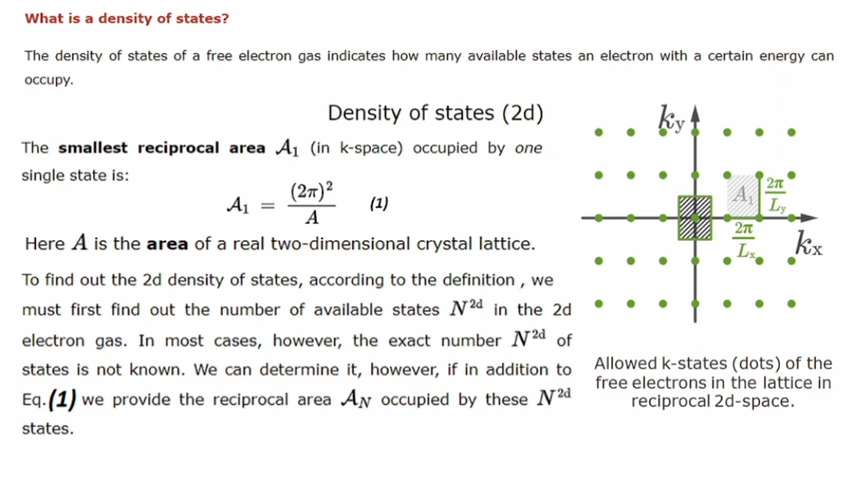 What is a density of states?
The density of states of a free electron gas indicates how many available states an electron with a certain energy can
occupy.
Density of states (2d)
The smallest reciprocal area A₁ (in k-space) occupied by one
single state is:
A₁ = (2π)² / A (1)
Here A is the area of a real two-dimensional crystal lattice.
To find out the 2d density of states, according to the definition , we
must first find out the number of available states N²ᵈ in the 2d
electron gas. In most cases, however, the exact number N²ᵈ of
states is not known. We can determine it, however, if in addition to
Eq.(1) we provide the reciprocal area A_N occupied by these N²ᵈ
states.
k_y
A₁
2π / L_y
2π / L_x
k_x
Allowed k-states (dots) of the
free electrons in the lattice in
reciprocal 2d-space.